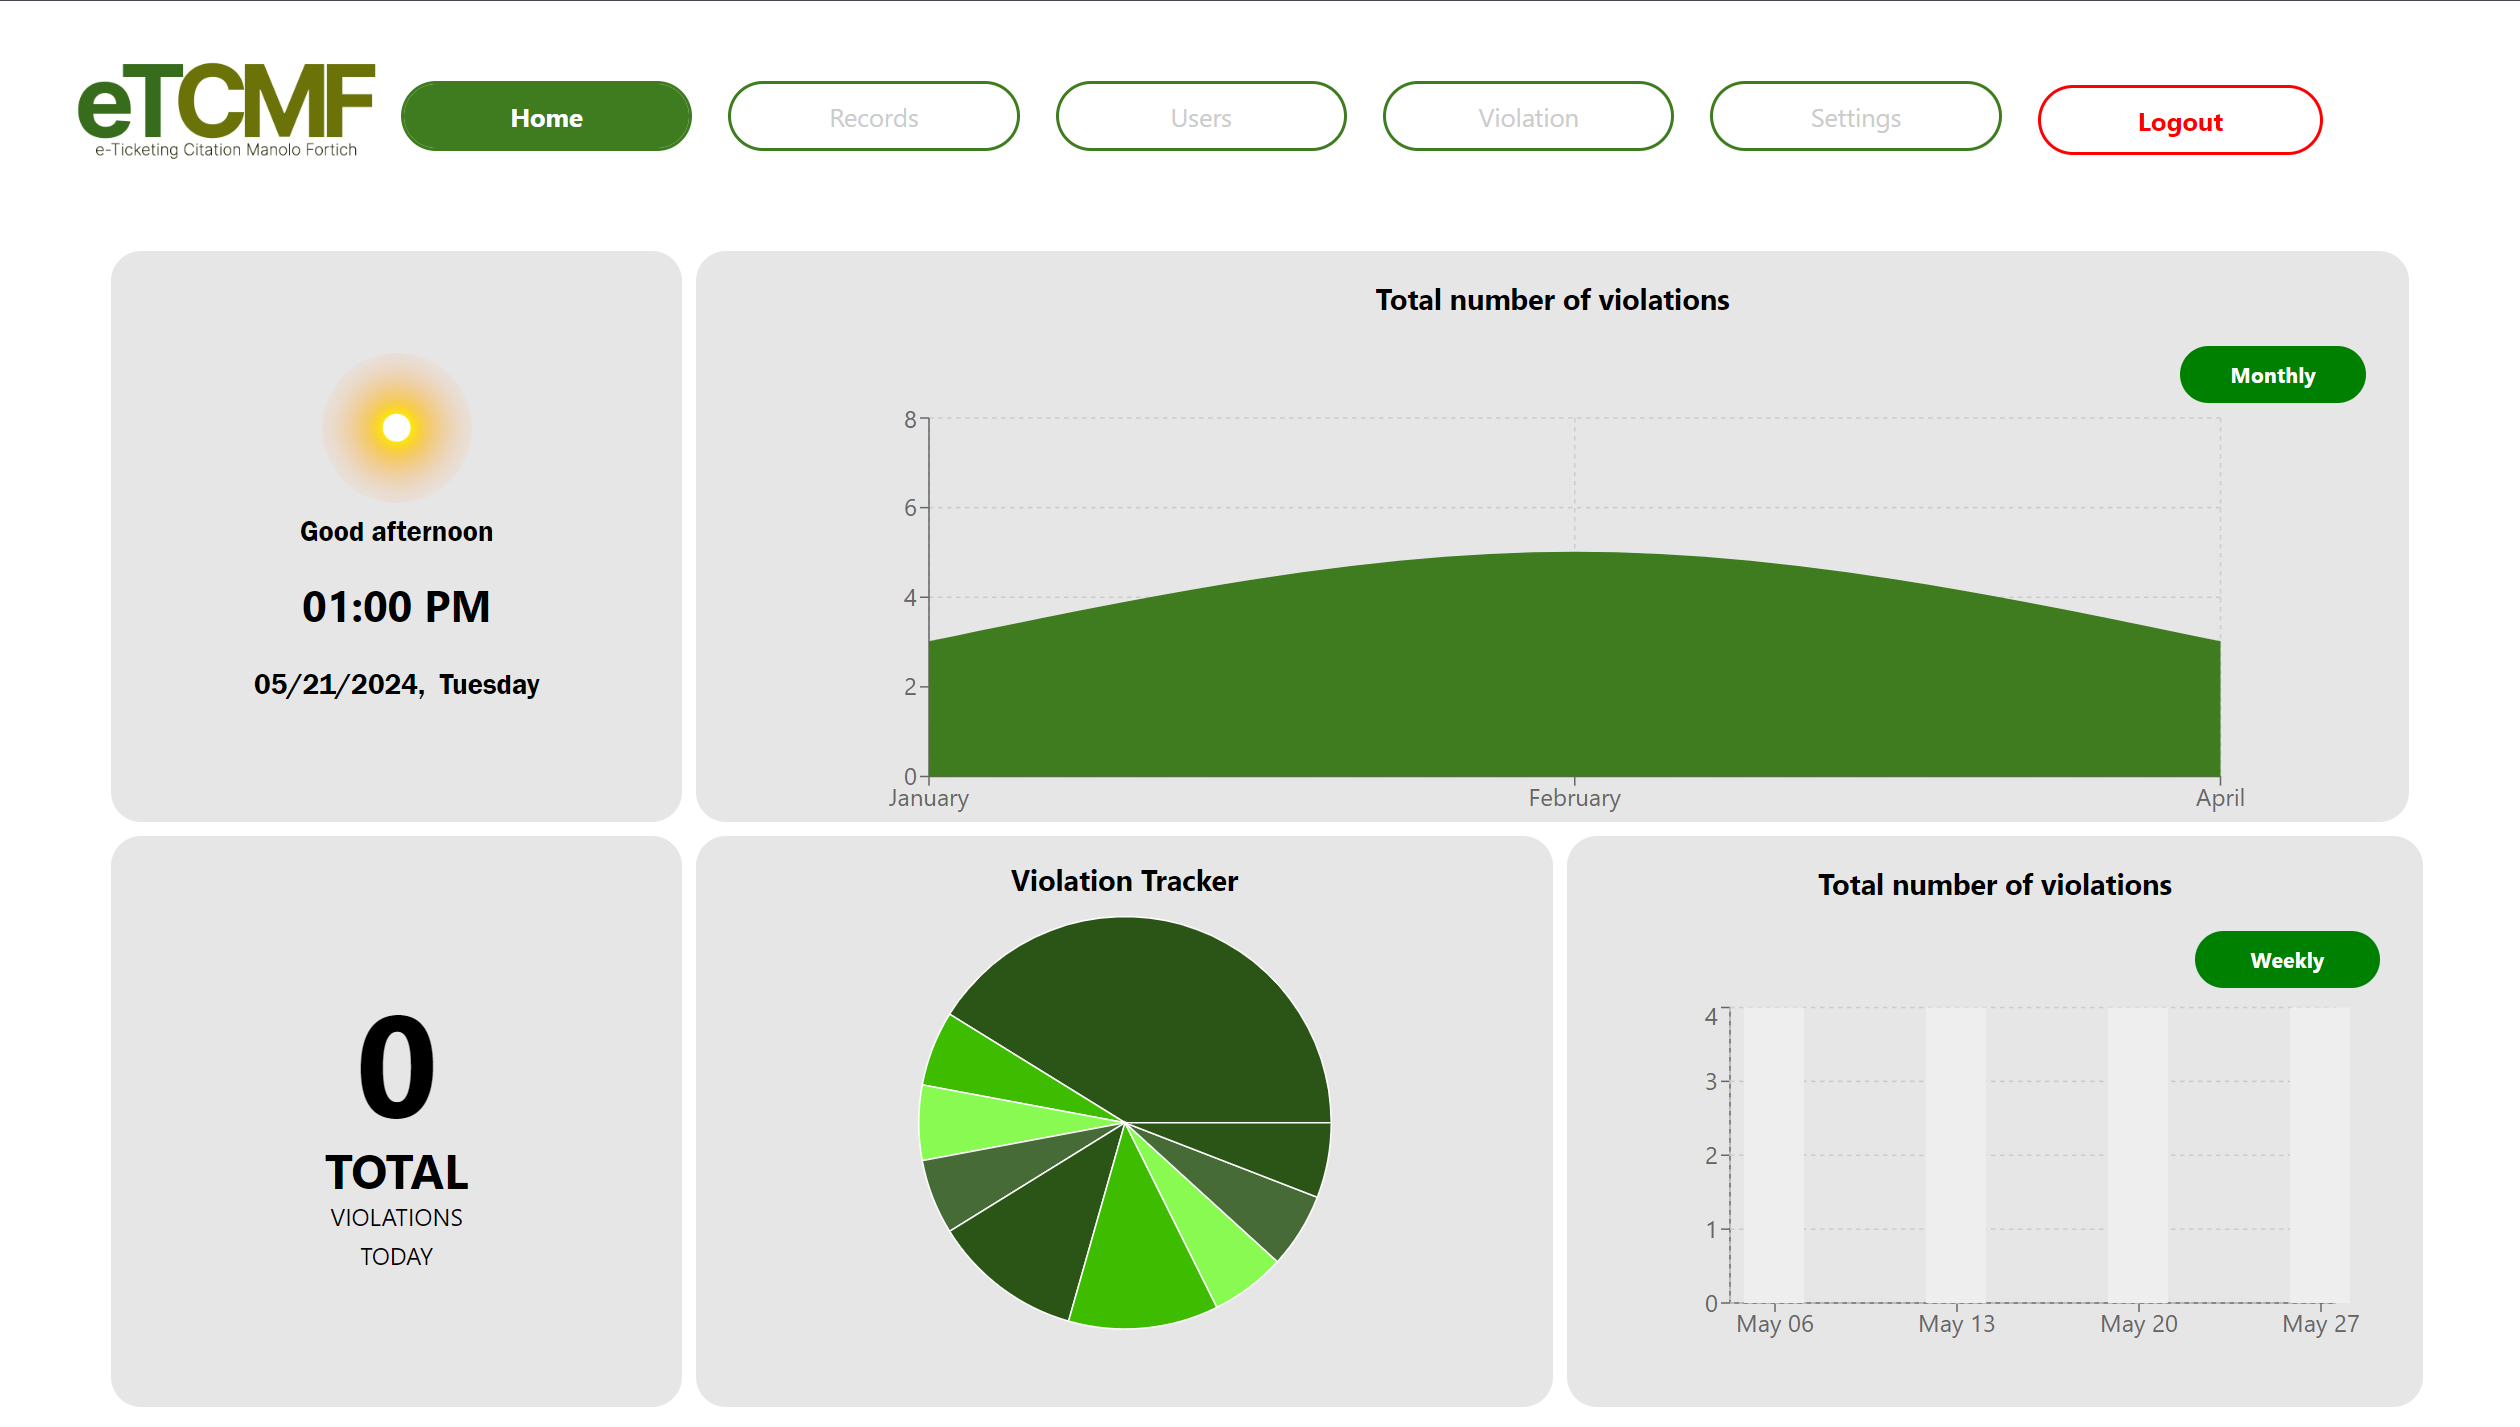 eTCMF
e-Ticketing Citation Manolo Fortich
Home
Records
Users
Violation
Settings
Logout
Good afternoon
01:00 PM
05/21/2024, Tuesday
Total number of violations
Monthly
8
6
4
2
0
January
February
April
0
TOTAL
VIOLATIONS
TODAY
Violation Tracker
Total number of violations
Weekly
4
3
2
1
0
May 06
May 13
May 20
May 27